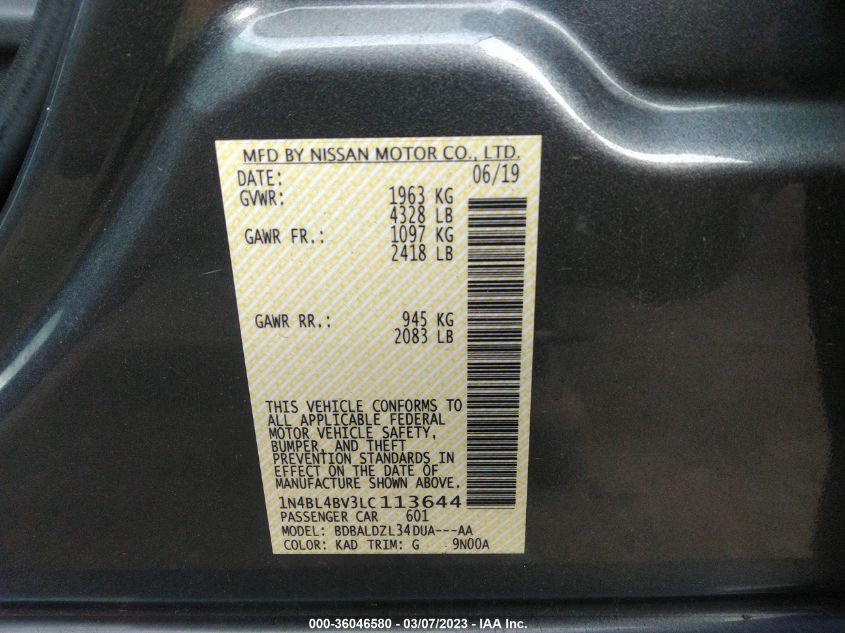 MFD BY NISSAN MOTOR CO., LTD.
DATE: 06/19
GVWR: 1963 KG
4328 LB
GAWR FR.: 1097 KG
2418 LB
GAWR RR.: 945 KG
2083 LB
THIS VEHICLE CONFORMS TO
ALL APPLICABLE FEDERAL
MOTOR VEHICLE SAFETY,
BUMPER, AND THEFT
PREVENTION STANDARDS IN
EFFECT ON THE DATE OF
MANUFACTURE SHOWN ABOVE.
1N4BL4BV3LC113644
PASSENGER CAR 601
MODEL: BDBALDZL34DUA---AA
COLOR: KAD TRIM: G 9N00A
000-36046580 - 03/07/2023 - IAA Inc.